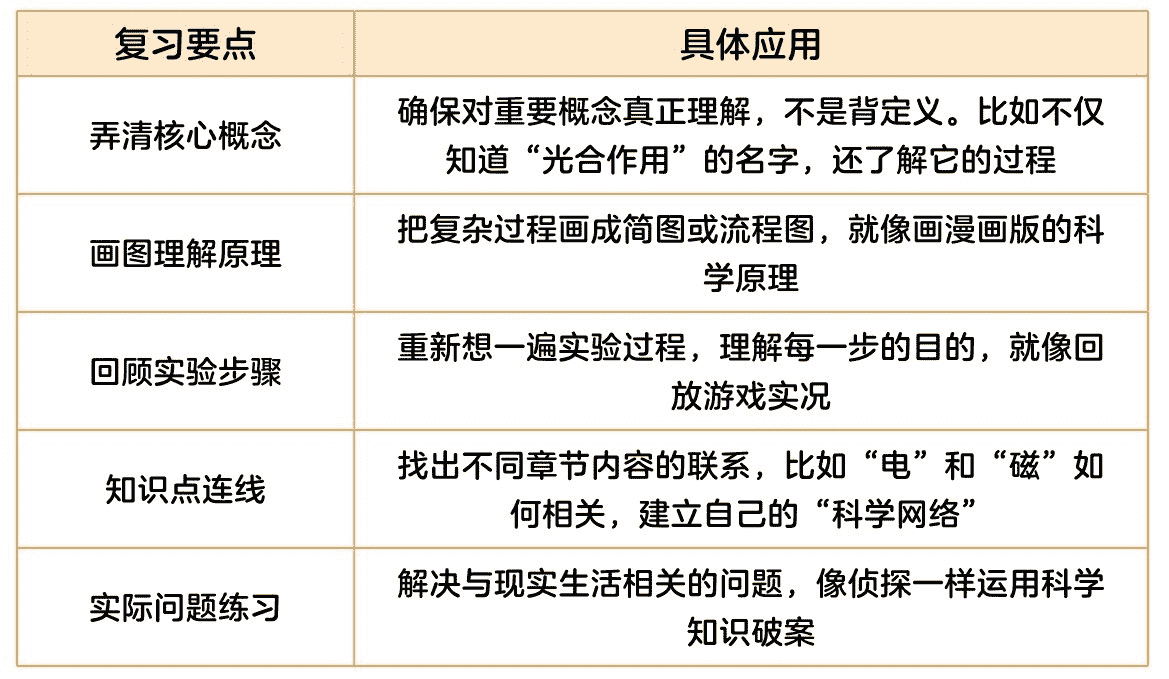 复习要点
具体应用
弄清核心概念
确保对重要概念真正理解，不是背定义。比如不仅
知道“光合作用”的名字，还了解它的过程
画图理解原理
把复杂过程画成简图或流程图，就像画漫画版的科
学原理
回顾实验步骤
重新想一遍实验过程，理解每一步的目的，就像回
放游戏实况
知识点连线
找出不同章节内容的联系，比如“电”和“磁”如
何相关，建立自己的“科学网络”
实际问题练习
解决与现实生活相关的问题，像侦探一样运用科学
知识破案